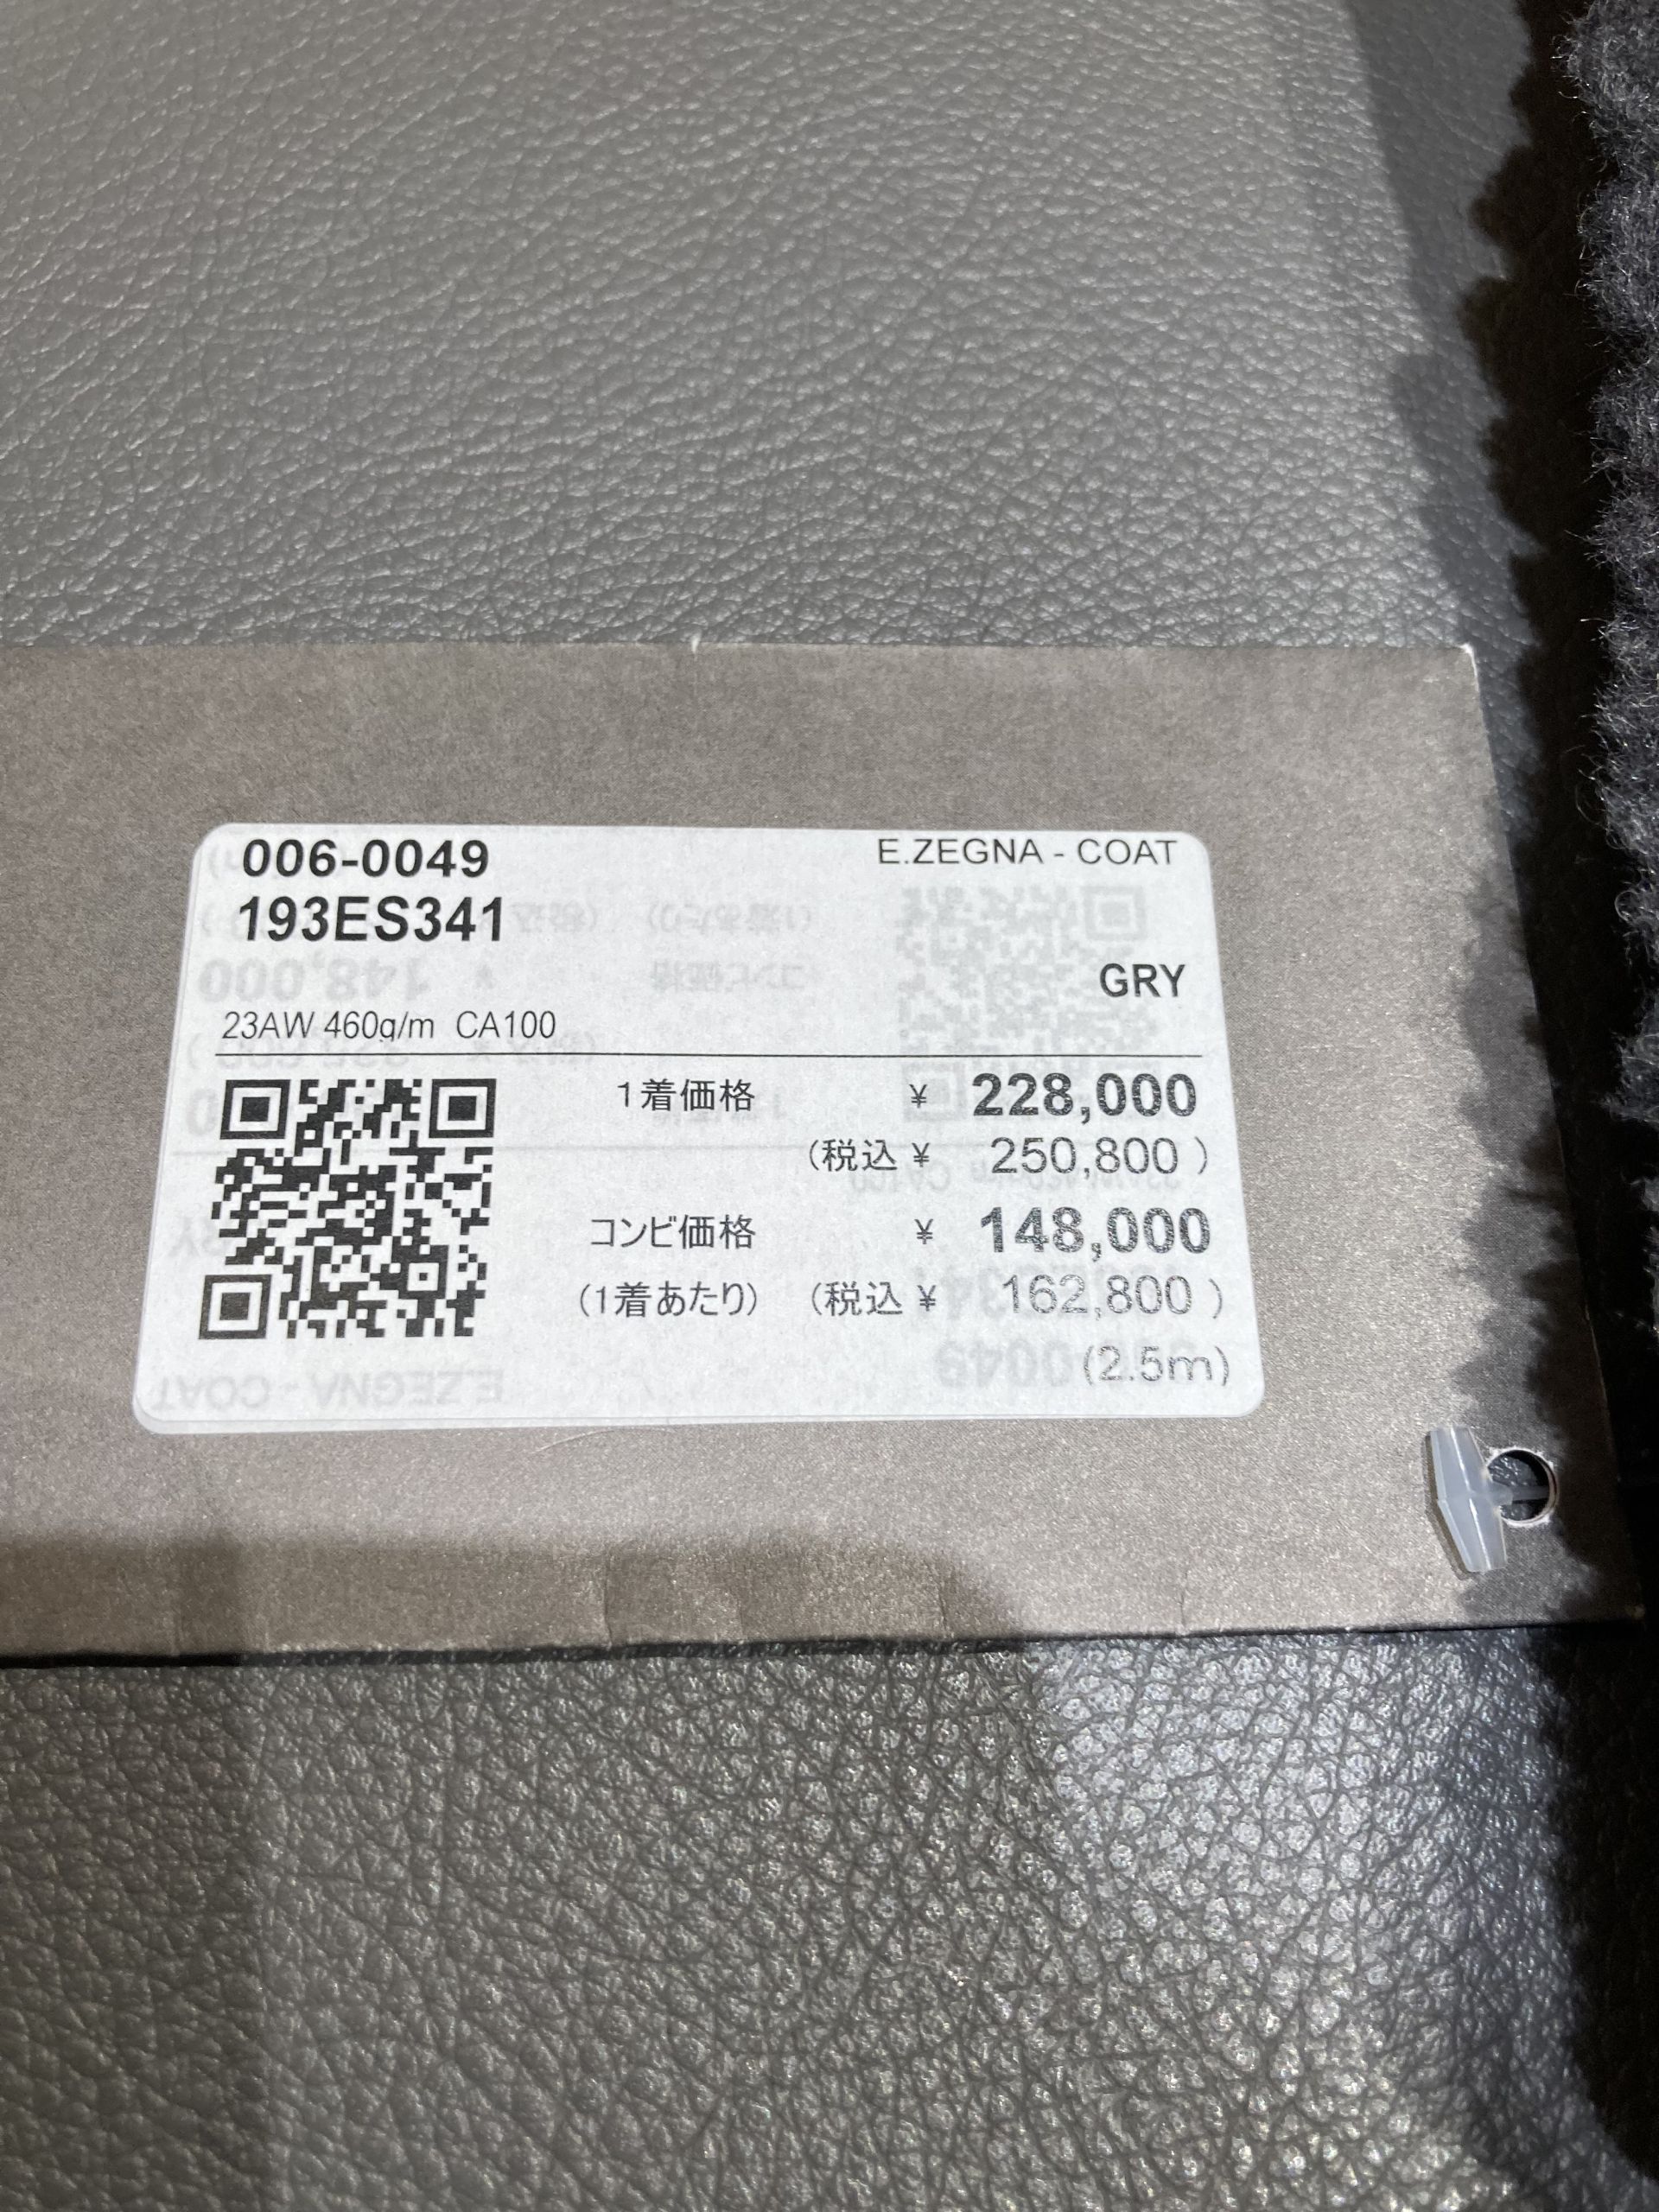 006-0049 E.ZEGNA - COAT
193ES341
GRY
23AW 460g/m CA100
1着価格 ¥ 228,000
(税込 ¥ 250,800 )
コンビ価格 ¥ 148,000
(1着あたり) (税込 ¥ 162,800 )
(2.5m)